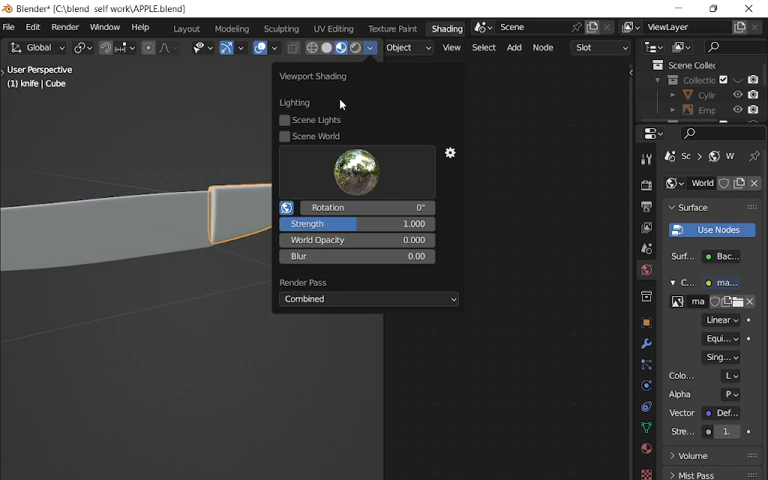 Blender* [C:\blend self work\APPLE.blend]
File Edit Render Window Help Layout Modeling Sculpting UV Editing Texture Paint Shading Scene ViewLayer
Global Object View Select Add Node Slot
User Perspective
(1) knife | Cube
Viewport Shading
Lighting
Scene Lights
Scene World
Rotation 0°
Strength 1.000
World Opacity 0.000
Blur 0.00
Render Pass
Combined
Scene Collec
Collectio
Cylir
Emp
Sc > W
World
Surface
Use Nodes
Surf... Bac...
C... ma...
ma
Linear
Equi...
Sing...
Colo... L
Alpha P
Vector Def...
Stre... 1.
Volume
Mist Pass